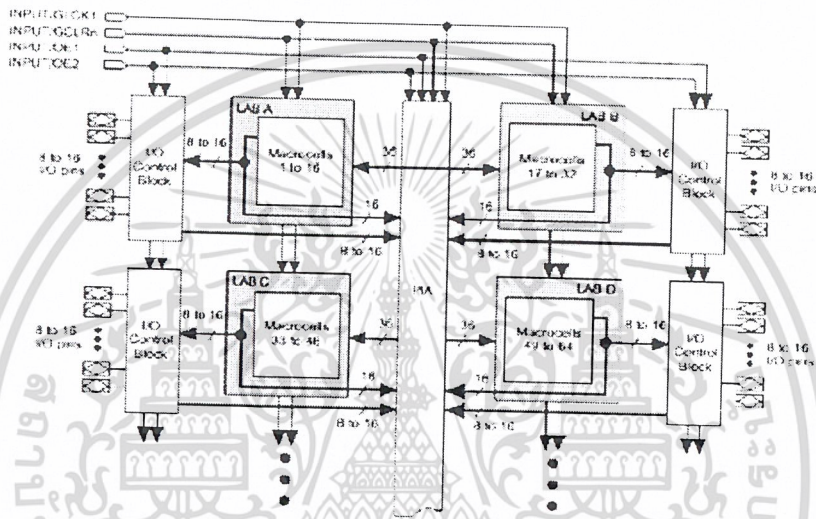 INPUT/GCLK1
INPUT/GCLRn
INPUT/OE1
INPUT/OE2
LAB A
LAB B
8 to 16
I/O pins
I/O
Control
Block
8 to 16
Macrocells
1 to 16
36
36
Macrocells
17 to 32
8 to 16
I/O
Control
Block
8 to 16
I/O pins
16
16
8 to 16
8 to 16
LAB C
PIA
LAB D
8 to 16
I/O pins
I/O
Control
Block
8 to 16
Macrocells
33 to 48
36
36
Macrocells
49 to 64
8 to 16
I/O
Control
Block
8 to 16
I/O pins
16
16
8 to 16
8 to 16